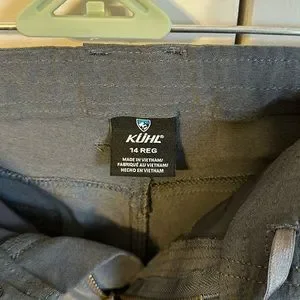 KÜHL®
14 REG
MADE IN VIETNAM/
FABRIQUÉ AU VIETNAM/
HECHO EN VIETNAM